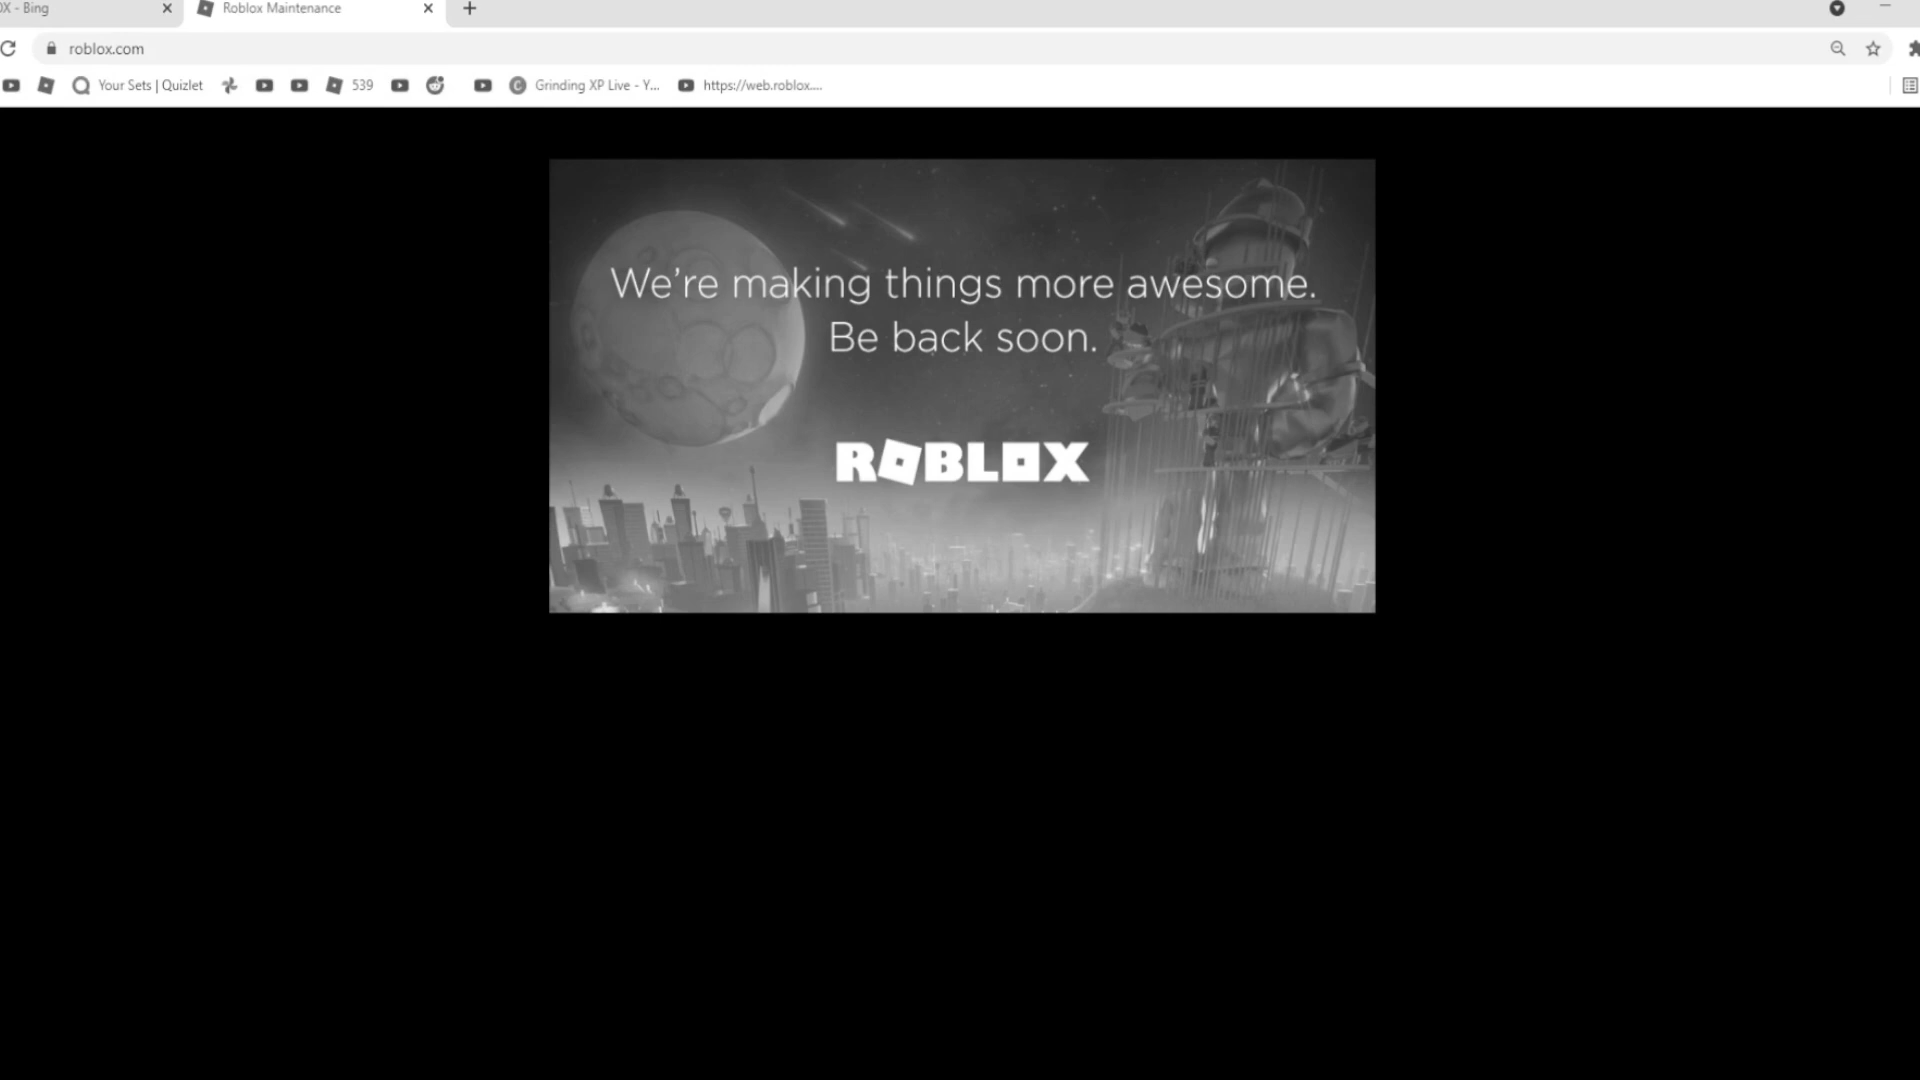 OX - Bing
Roblox Maintenance
roblox.com
Your Sets | Quizlet
539
Grinding XP Live - Y...
https://web.roblox....
We're making things more awesome.
Be back soon.
ROBLOX